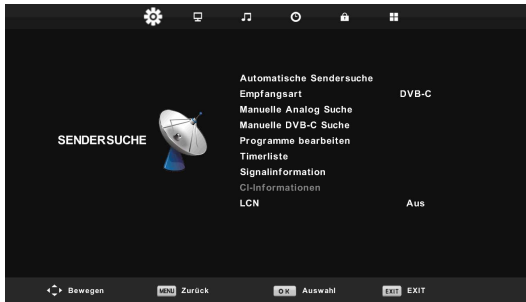 Automatische Sendersuche
Empfangsart DVB-C
Manuelle Analog Suche
Manuelle DVB-C Suche
SENDERSUCHE
Programme bearbeiten
Timerliste
Signalinformation
CI-Informationen
LCN Aus
Bewegen MENU Zurück OK Auswahl EXIT EXIT